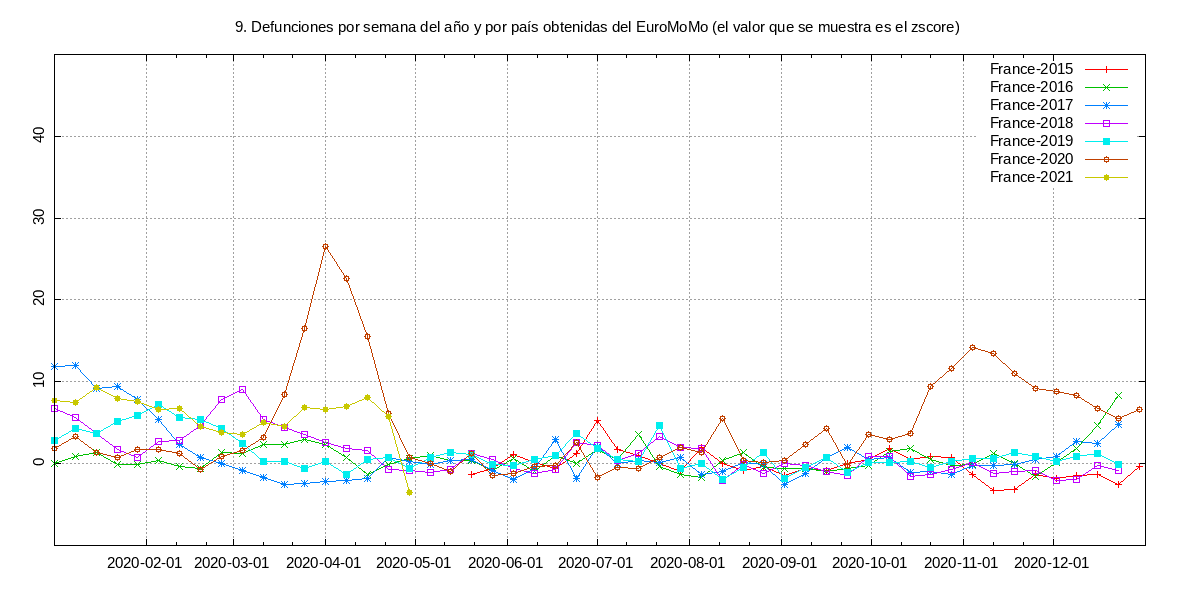 9. Defunciones por semana del año y por país obtenidas del EuroMoMo (el valor que se muestra es el zscore)
France-2015
France-2016
France-2017
France-2018
France-2019
France-2020
France-2021
40
30
20
10
0
2020-02-01 2020-03-01 2020-04-01 2020-05-01 2020-06-01 2020-07-01 2020-08-01 2020-09-01 2020-10-01 2020-11-01 2020-12-01